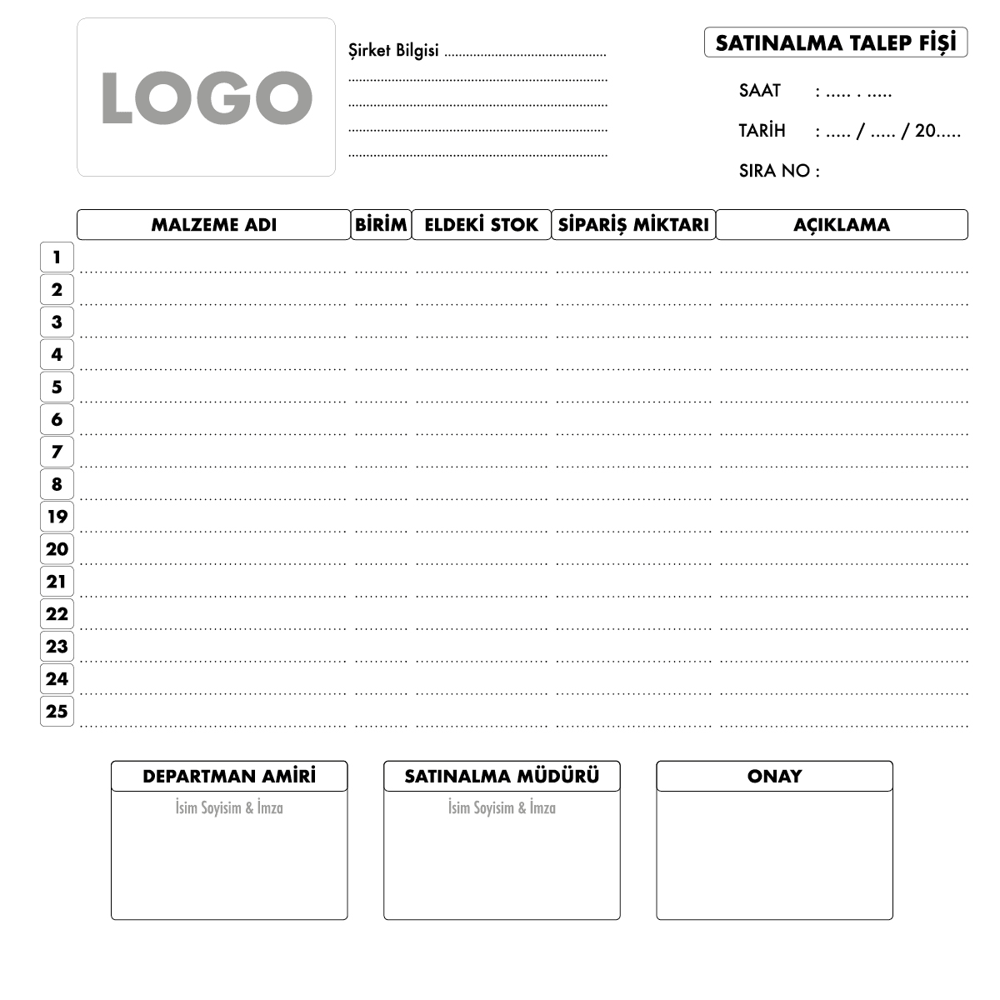 LOGO
Şirket Bilgisi ............................................
SATINALMA TALEP FİŞİ
SAAT : ..... . .....
TARİH : ..... / ..... / 20.....
SIRA NO :
MALZEME ADI BİRİM ELDEKİ STOK SİPARİŞ MİKTARI AÇIKLAMA
1
2
3
4
5
6
7
8
19
20
21
22
23
24
25
DEPARTMAN AMİRİ SATINALMA MÜDÜRÜ ONAY
İsim Soyisim & İmza İsim Soyisim & İmza